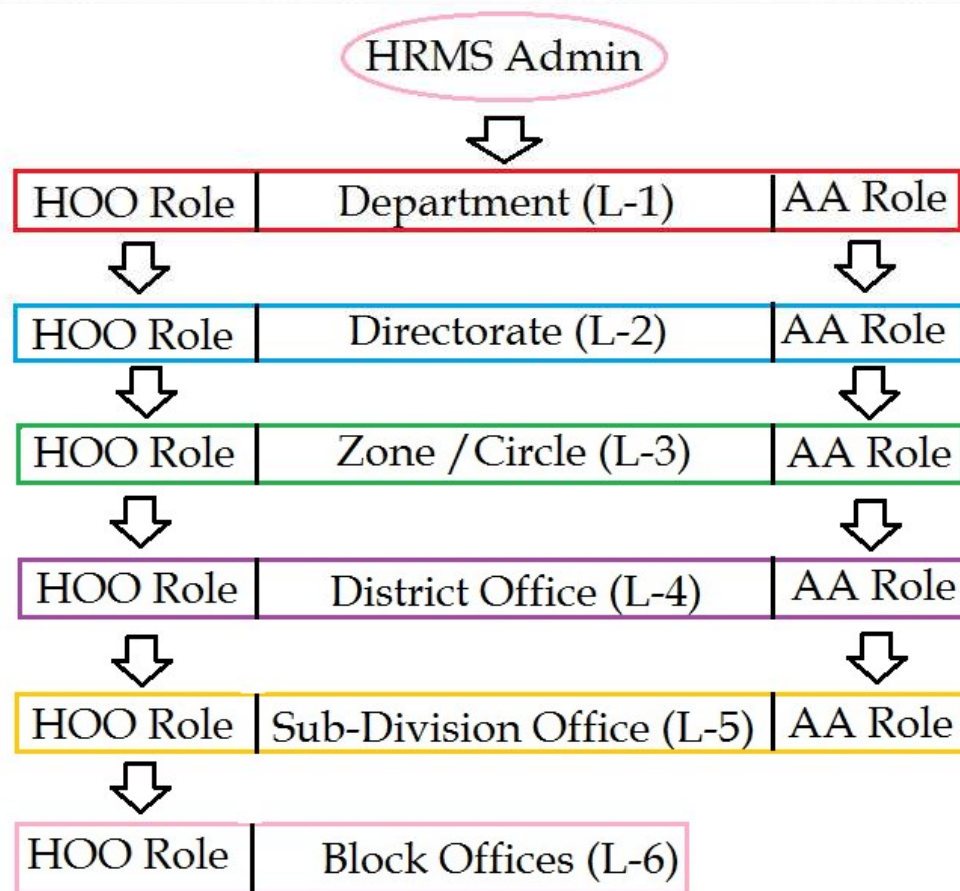 HRMS Admin
HOO Role Department (L-1) AA Role
HOO Role Directorate (L-2) AA Role
HOO Role Zone / Circle (L-3) AA Role
HOO Role District Office (L-4) AA Role
HOO Role Sub-Division Office (L-5) AA Role
HOO Role Block Offices (L-6)